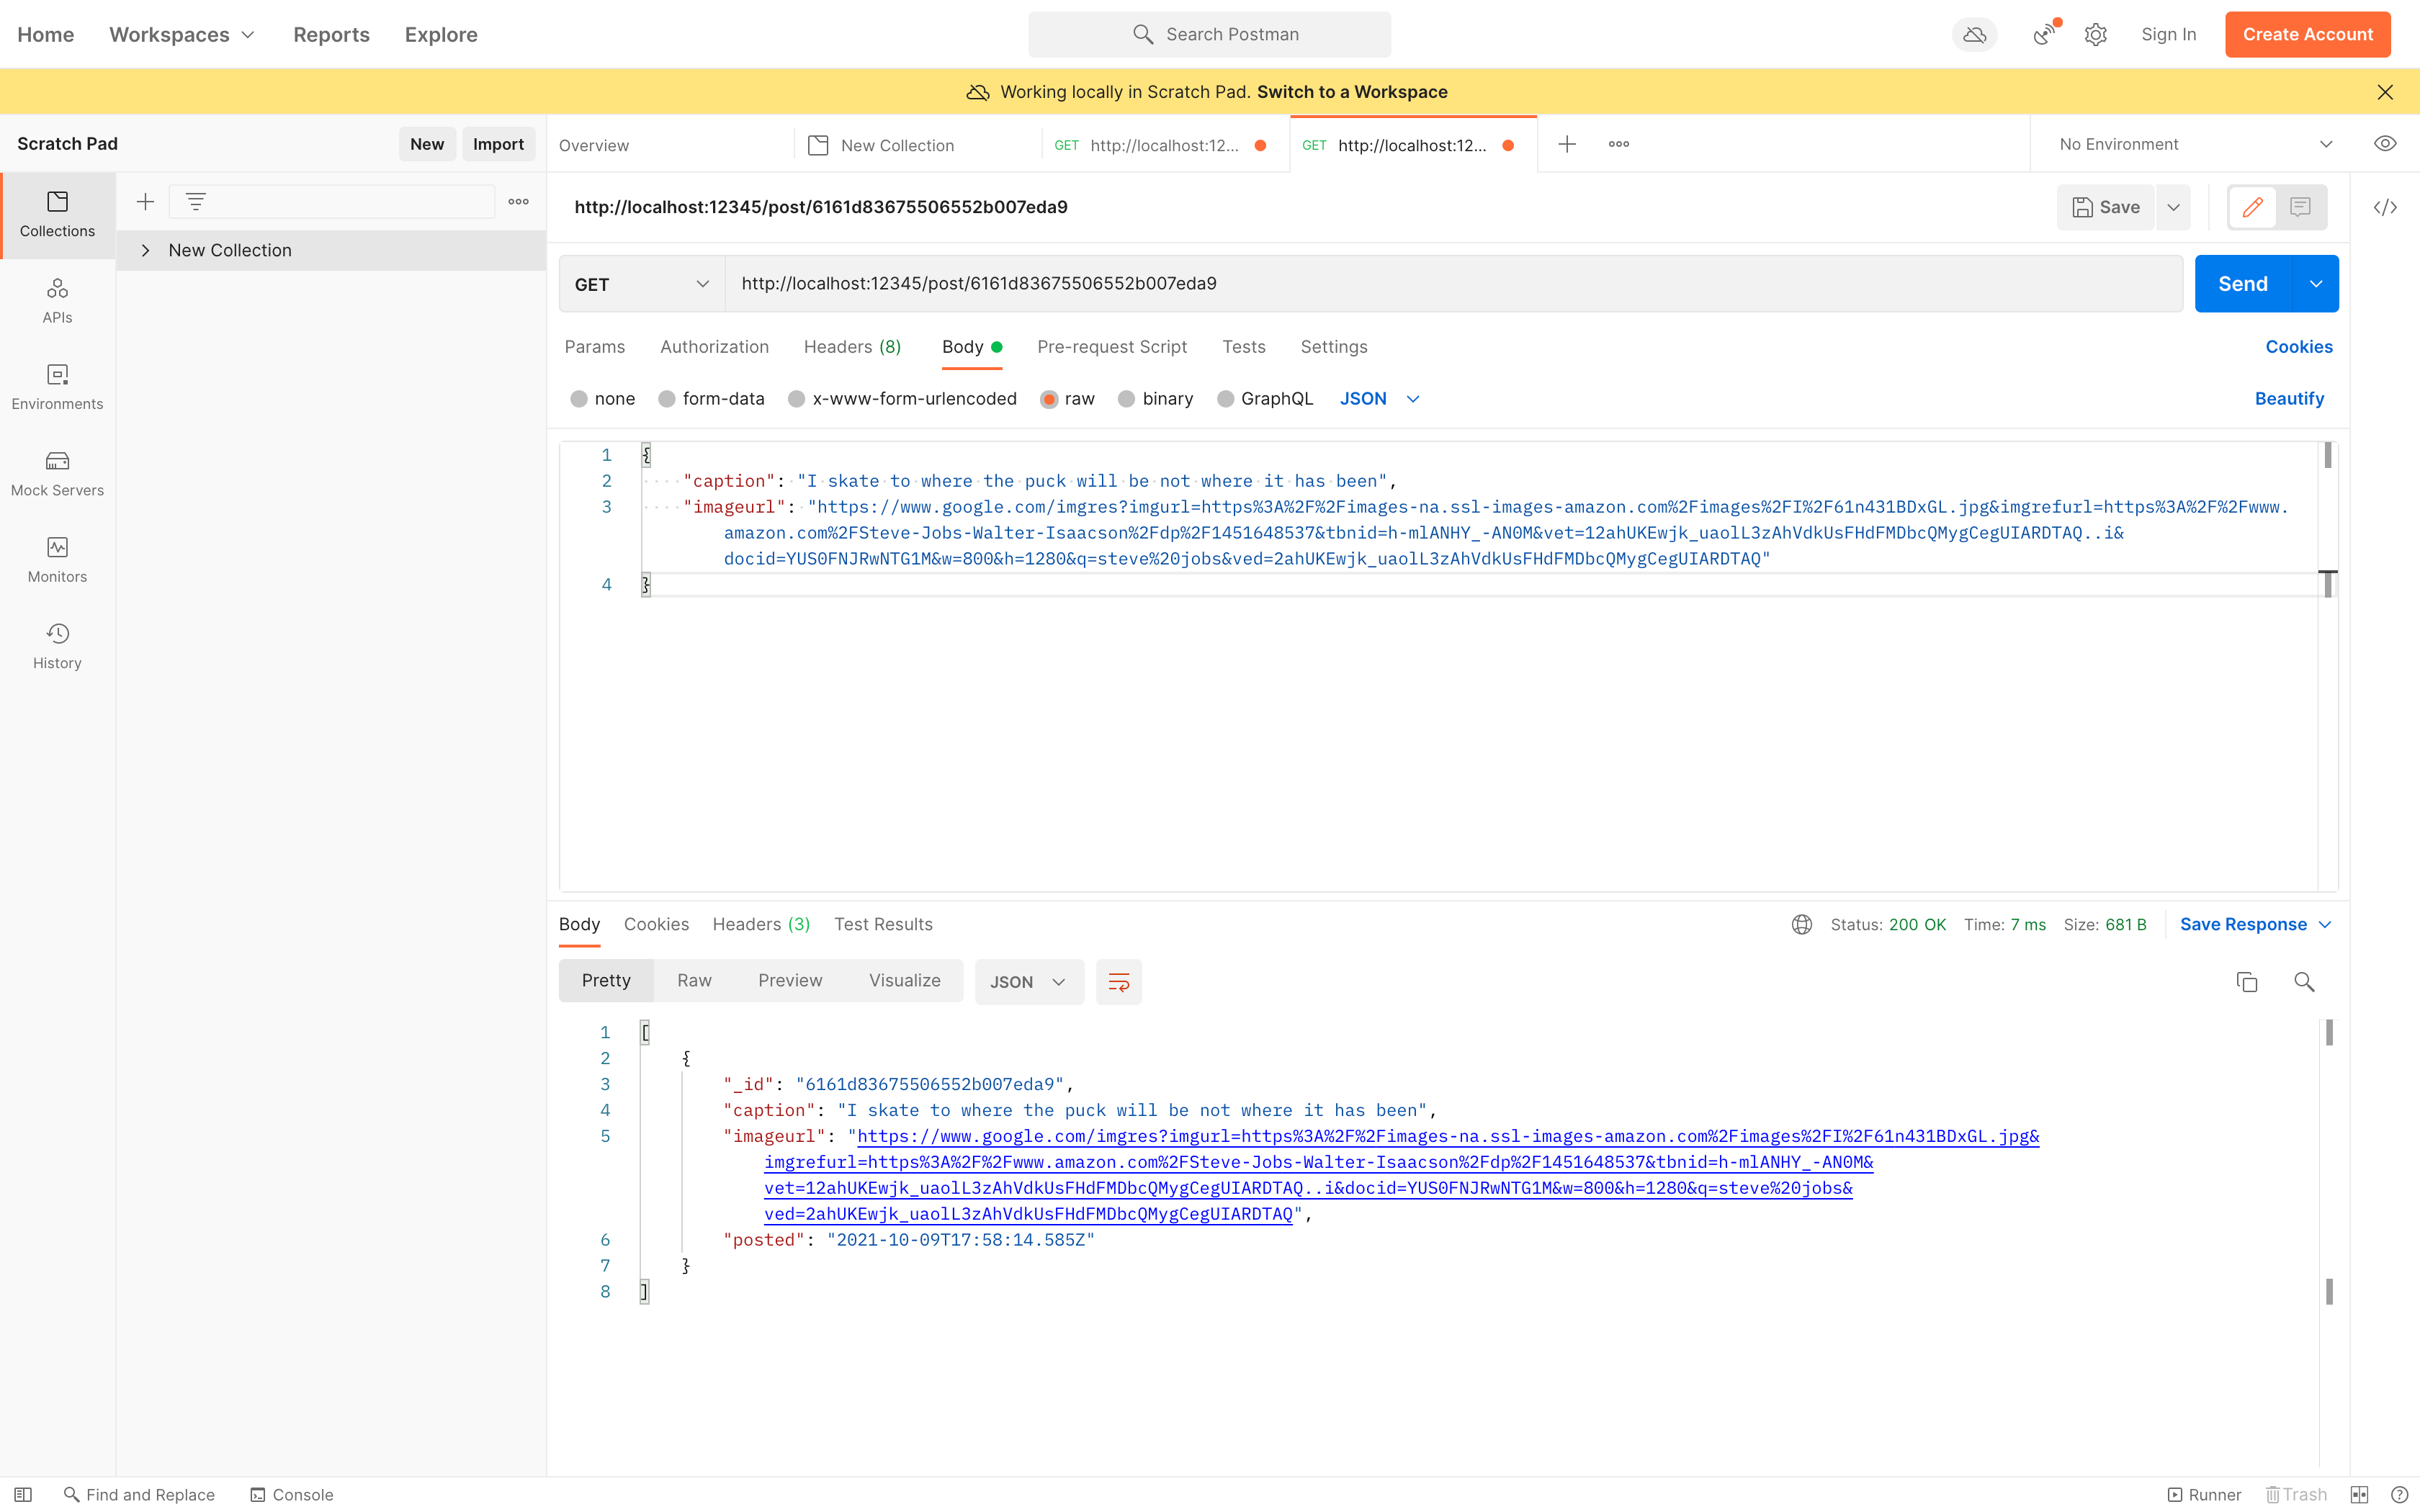 Home Workspaces Reports Explore Search Postman Sign In Create Account
Working locally in Scratch Pad. Switch to a Workspace
Scratch Pad New Import Overview New Collection GET http://localhost:12... GET http://localhost:12... No Environment
http://localhost:12345/post/6161d83675506552b007eda9 Save
Collections
New Collection
APIs
Environments
Mock Servers
Monitors
History
GET http://localhost:12345/post/6161d83675506552b007eda9 Send
Params Authorization Headers (8) Body Pre-request Script Tests Settings Cookies
none form-data x-www-form-urlencoded raw binary GraphQL JSON Beautify
1 {
2 "caption": "I skate to where the puck will be not where it has been",
3 "imageurl": "https://www.google.com/imgres?imgurl=https%3A%2F%2Fimages-na.ssl-images-amazon.com%2Fimages%2FI%2F61n431BDxGL.jpg&imgrefurl=https%3A%2F%2Fwww.
amazon.com%2FSteve-Jobs-Walter-Isaacson%2Fdp%2F1451648537&tbnid=h-mlANHY_-AN0M&vet=12ahUKEwjk_uaolL3zAhVdkUsFHdFMDbcQMygCegUIARDTAQ..i&
docid=YUS0FNJRwNTG1M&w=800&h=1280&q=steve%20jobs&ved=2ahUKEwjk_uaolL3zAhVdkUsFHdFMDbcQMygCegUIARDTAQ"
4 }
Body Cookies Headers (3) Test Results Status: 200 OK Time: 7 ms Size: 681 B Save Response
Pretty Raw Preview Visualize JSON
1 [
2 {
3 "_id": "6161d83675506552b007eda9",
4 "caption": "I skate to where the puck will be not where it has been",
5 "imageurl": "https://www.google.com/imgres?imgurl=https%3A%2F%2Fimages-na.ssl-images-amazon.com%2Fimages%2FI%2F61n431BDxGL.jpg&
imgrefurl=https%3A%2F%2Fwww.amazon.com%2FSteve-Jobs-Walter-Isaacson%2Fdp%2F1451648537&tbnid=h-mlANHY_-AN0M&
vet=12ahUKEwjk_uaolL3zAhVdkUsFHdFMDbcQMygCegUIARDTAQ..i&docid=YUS0FNJRwNTG1M&w=800&h=1280&q=steve%20jobs&
ved=2ahUKEwjk_uaolL3zAhVdkUsFHdFMDbcQMygCegUIARDTAQ",
6 "posted": "2021-10-09T17:58:14.585Z"
7 }
8 ]
Find and Replace Console Runner Trash